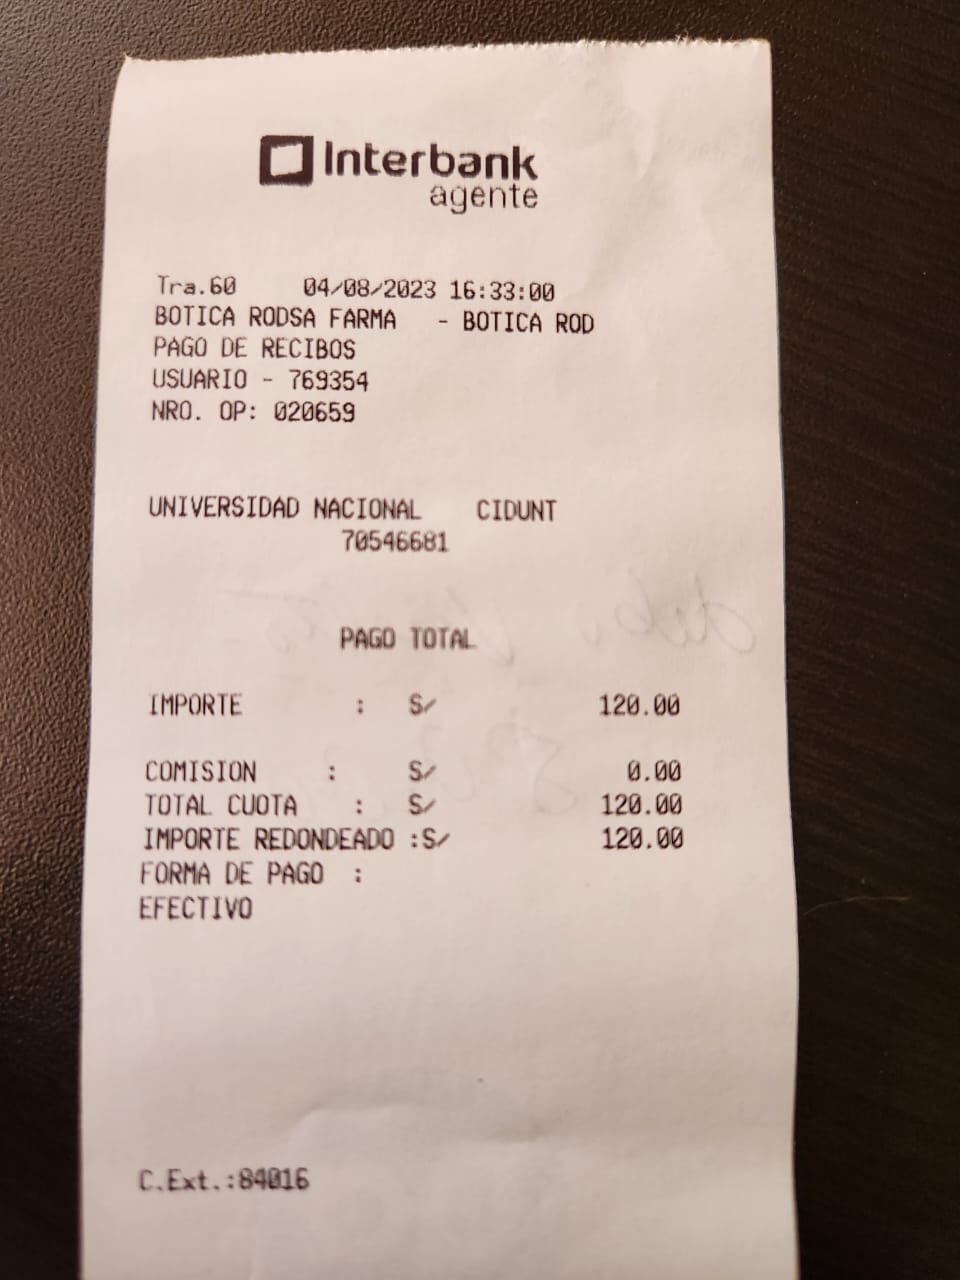 Interbank
agente
Tra.60 04/08/2023 16:33:00
BOTICA RODSA FARMA - BOTICA ROD
PAGO DE RECIBOS
USUARIO - 769354
NRO. OP: 020659
UNIVERSIDAD NACIONAL CIDUNT
70546681
PAGO TOTAL
IMPORTE : S/ 120.00
COMISION : S/ 0.00
TOTAL CUOTA : S/ 120.00
IMPORTE REDONDEADO :S/ 120.00
FORMA DE PAGO :
EFECTIVO
C.Ext.:84016